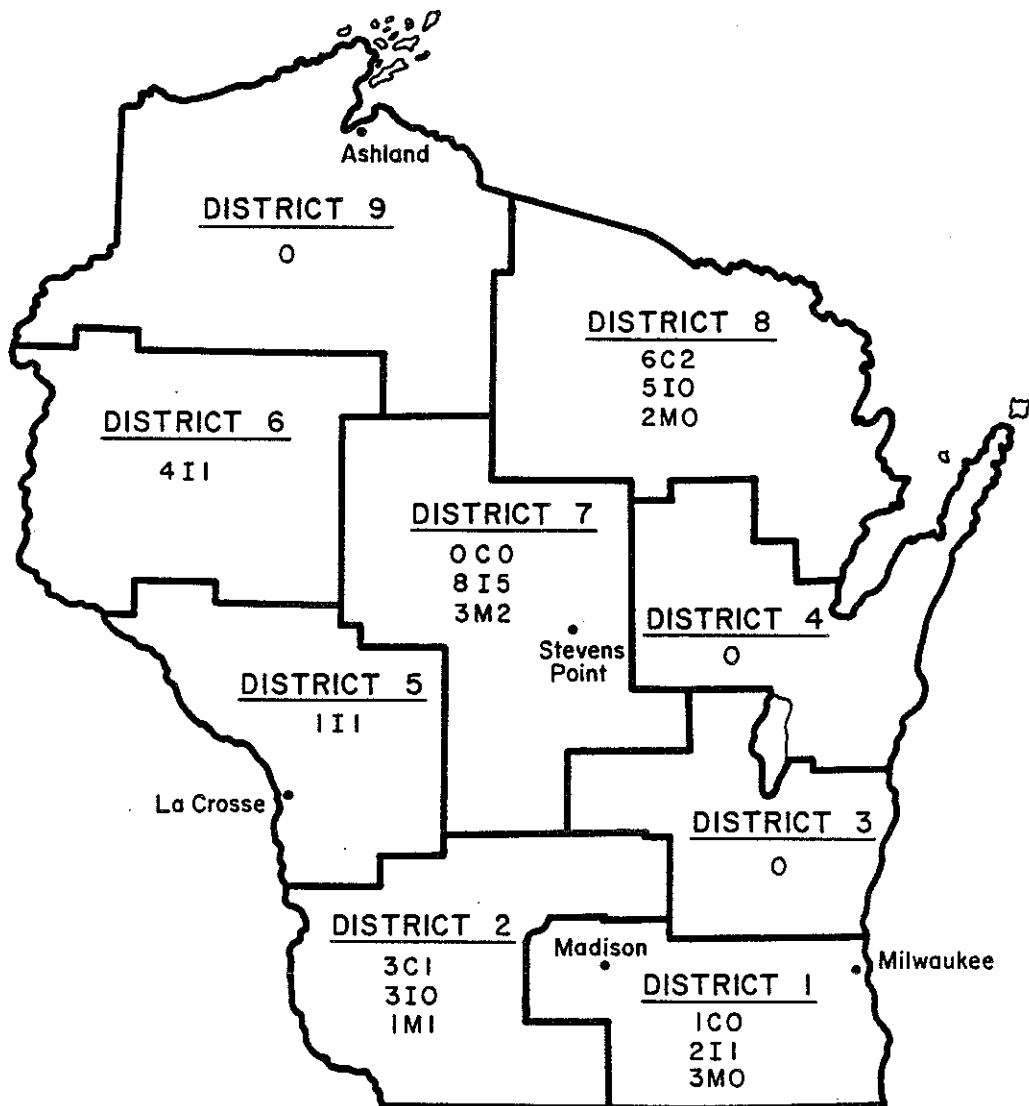 Ashland
DISTRICT 9
0
DISTRICT 8
6C2
5I0
2M0
DISTRICT 6
4I1
DISTRICT 7
0C0
8I5
3M2
Stevens
Point
DISTRICT 4
0
DISTRICT 5
1I1
La Crosse
DISTRICT 3
0
DISTRICT 2
3C1
3I0
1M1
Madison
Milwaukee
DISTRICT 1
1C0
2I1
3M0